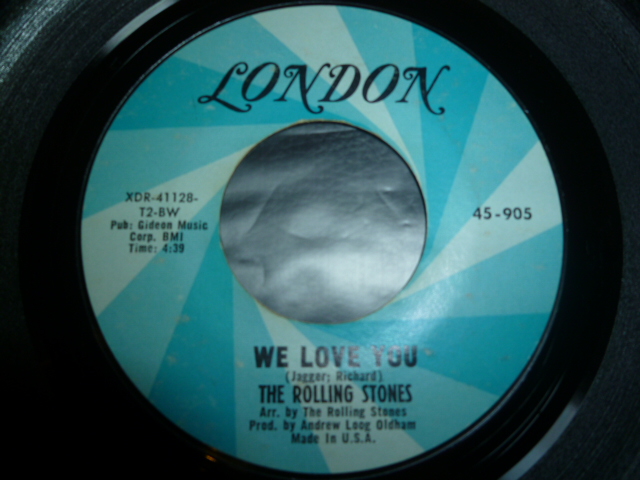 LONDON
XDR-41128-
T2-BW
Pub: Gideon Music
Corp. BMI
Time: 4:39
45-905
WE LOVE YOU
(Jagger; Richard)
THE ROLLING STONES
Arr. by The Rolling Stones
Prod. by Andrew Loog Oldham
Made in U.S.A.